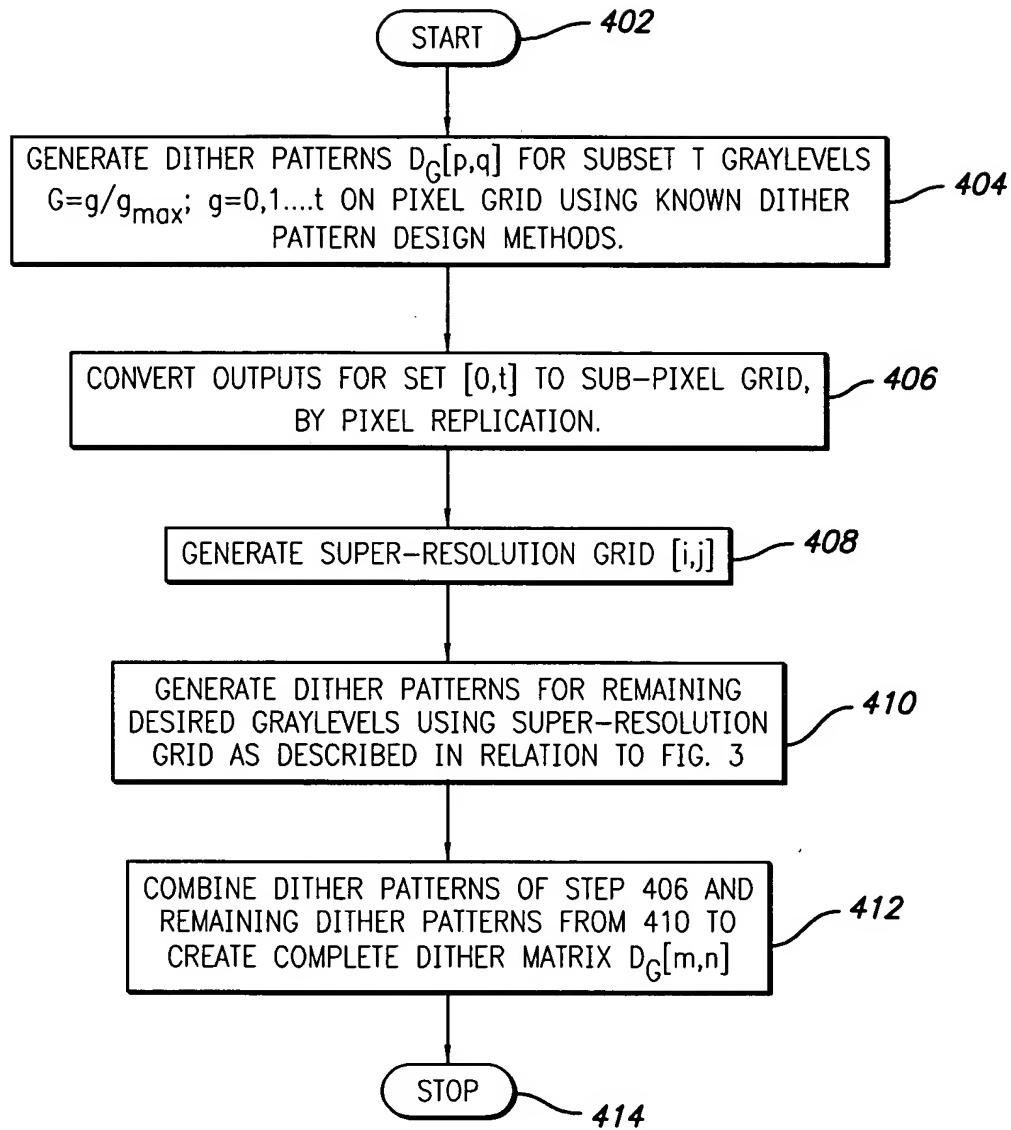 START
402
GENERATE DITHER PATTERNS D_G[p,q] FOR SUBSET T GRAYLEVELS
G=g/g_max; g=0,1....t ON PIXEL GRID USING KNOWN DITHER
PATTERN DESIGN METHODS.
404
CONVERT OUTPUTS FOR SET [0,t] TO SUB-PIXEL GRID,
BY PIXEL REPLICATION.
406
GENERATE SUPER-RESOLUTION GRID [i,j]
408
GENERATE DITHER PATTERNS FOR REMAINING
DESIRED GRAYLEVELS USING SUPER-RESOLUTION
GRID AS DESCRIBED IN RELATION TO FIG. 3
410
COMBINE DITHER PATTERNS OF STEP 406 AND
REMAINING DITHER PATTERNS FROM 410 TO
CREATE COMPLETE DITHER MATRIX D_G[m,n]
412
STOP
414